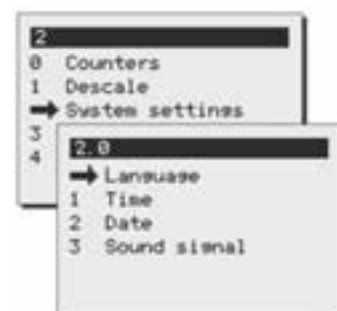 2
0 Counters
1 Descale
➡ System settings
3
4
2.0
➡ Language
1 Time
2 Date
3 Sound signal